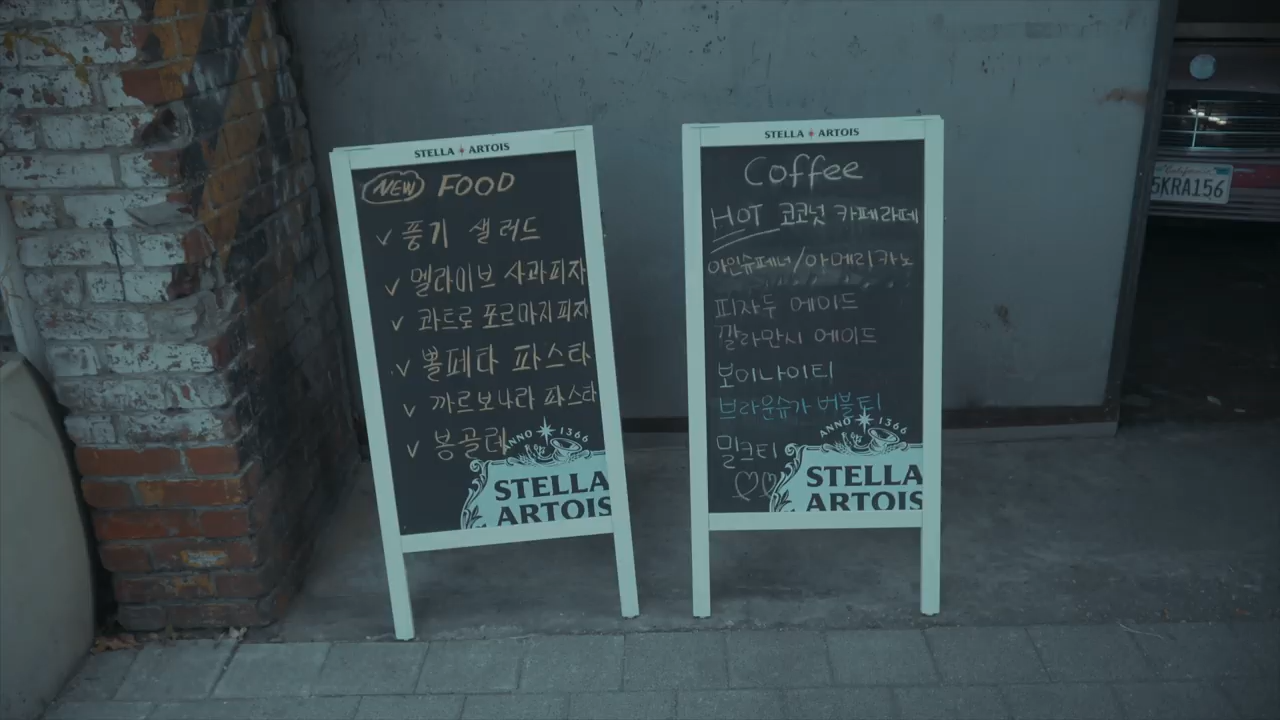 STELLA ARTOIS
NEW FOOD
✓ 풍기 샐러드
✓ 멜라이브 사과피자
✓ 콰트로 포르마지피자
✓ 뽈페타 파스타
✓ 까르보나라 파스타
✓ 봉골레
ANNO 1366
STELLA
ARTOIS
STELLA ARTOIS
Coffee
HOT 코코넛 카페라떼
아인슈페너/아메리카노
피자두 에이드
깔라만시 에이드
보이나이티
브라운슈가 버블티
밀크티
ANNO 1366
STELLA
ARTOIS
5KRA156